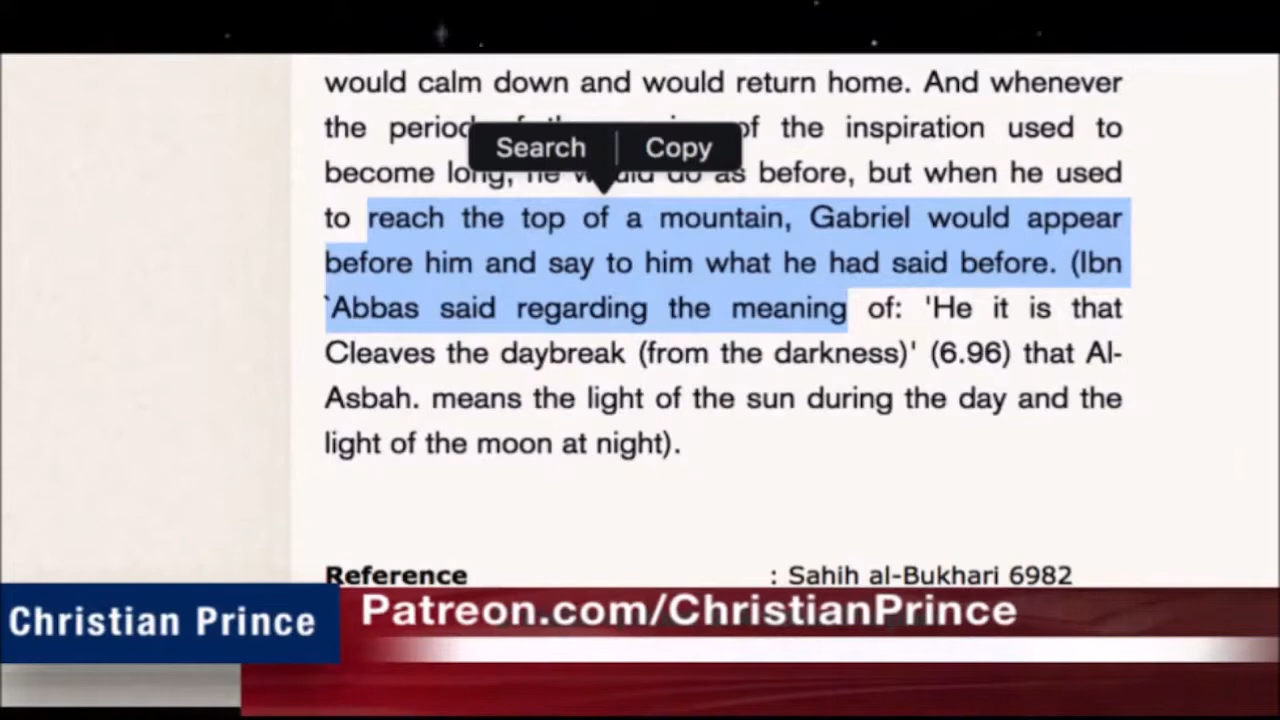 would calm down and would return home. And whenever
the period of the inspiration used to
Search Copy
become long, he would do as before, but when he used
to reach the top of a mountain, Gabriel would appear
before him and say to him what he had said before. (Ibn
`Abbas said regarding the meaning of: 'He it is that
Cleaves the daybreak (from the darkness)' (6.96) that Al-
Asbah. means the light of the sun during the day and the
light of the moon at night).
Reference : Sahih al-Bukhari 6982
Christian Prince
Patreon.com/ChristianPrince